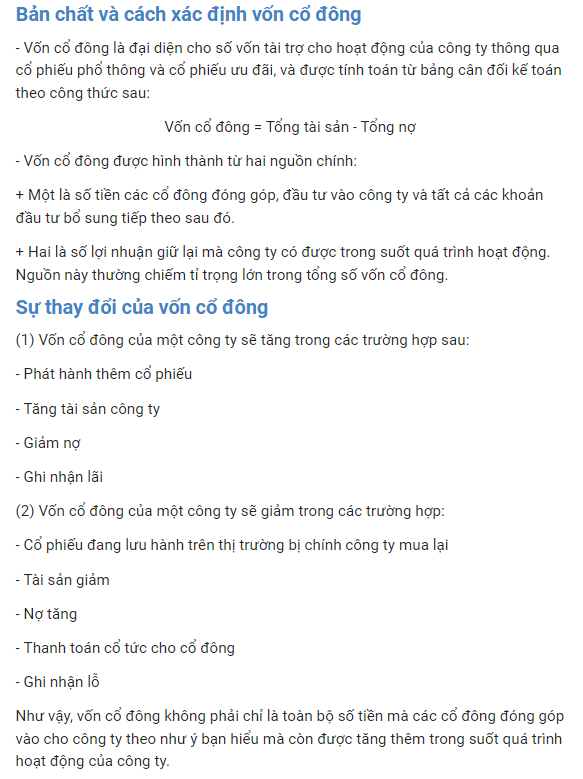 Bản chất và cách xác định vốn cổ đông
- Vốn cổ đông là đại diện cho số vốn tài trợ cho hoạt động của công ty thông qua
cổ phiếu phổ thông và cổ phiếu ưu đãi, và được tính toán từ bảng cân đối kế toán
theo công thức sau:
Vốn cổ đông = Tổng tài sản - Tổng nợ
- Vốn cổ đông được hình thành từ hai nguồn chính:
+ Một là số tiền các cổ đông đóng góp, đầu tư vào công ty và tất cả các khoản
đầu tư bổ sung tiếp theo sau đó.
+ Hai là số lợi nhuận giữ lại mà công ty có được trong suốt quá trình hoạt động.
Nguồn này thường chiếm tỉ trọng lớn trong tổng số vốn cổ đông.
Sự thay đổi của vốn cổ đông
(1) Vốn cổ đông của một công ty sẽ tăng trong các trường hợp sau:
- Phát hành thêm cổ phiếu
- Tăng tài sản công ty
- Giảm nợ
- Ghi nhận lãi
(2) Vốn cổ đông của một công ty sẽ giảm trong các trường hợp:
- Cổ phiếu đang lưu hành trên thị trường bị chính công ty mua lại
- Tài sản giảm
- Nợ tăng
- Thanh toán cổ tức cho cổ đông
- Ghi nhận lỗ
Như vậy, vốn cổ đông không phải chỉ là toàn bộ số tiền mà các cổ đông đóng góp
vào cho công ty theo như ý bạn hiểu mà còn được tăng thêm trong suốt quá trình
hoạt động của công ty.